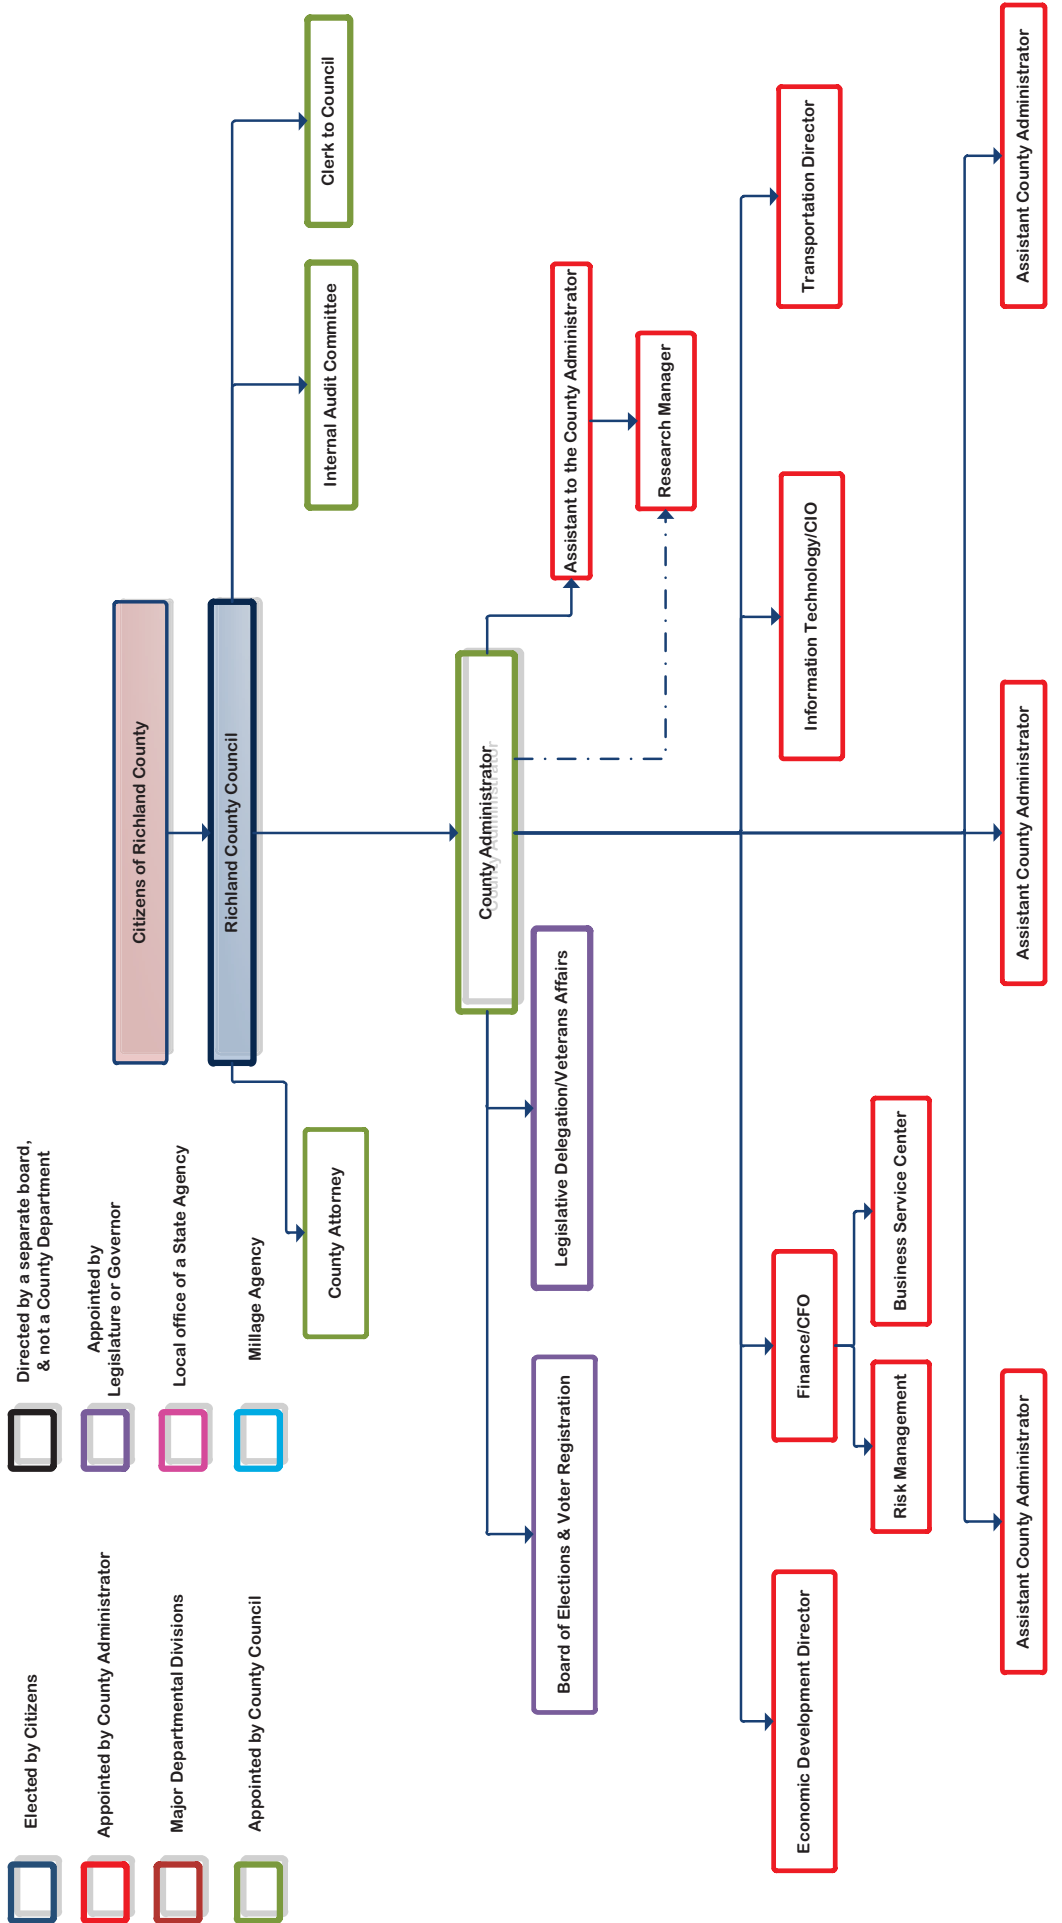 Elected by Citizens
Appointed by County Administrator
Major Departmental Divisions
Appointed by County Council
Directed by a separate board,
& not a County Department
Appointed by
Legislature or Governor
Local office of a State Agency
Millage Agency
Citizens of Richland County
Richland County Council
County Attorney
Internal Audit Committee
Clerk to Council
County Administrator
County Administrator
Board of Elections & Voter Registration
Legislative Delegation/Veterans Affairs
Assistant to the County Administrator
Research Manager
Economic Development Director
Finance/CFO
Information Technology/CIO
Transportation Director
Risk Management
Business Service Center
Assistant County Administrator
Assistant County Administrator
Assistant County Administrator